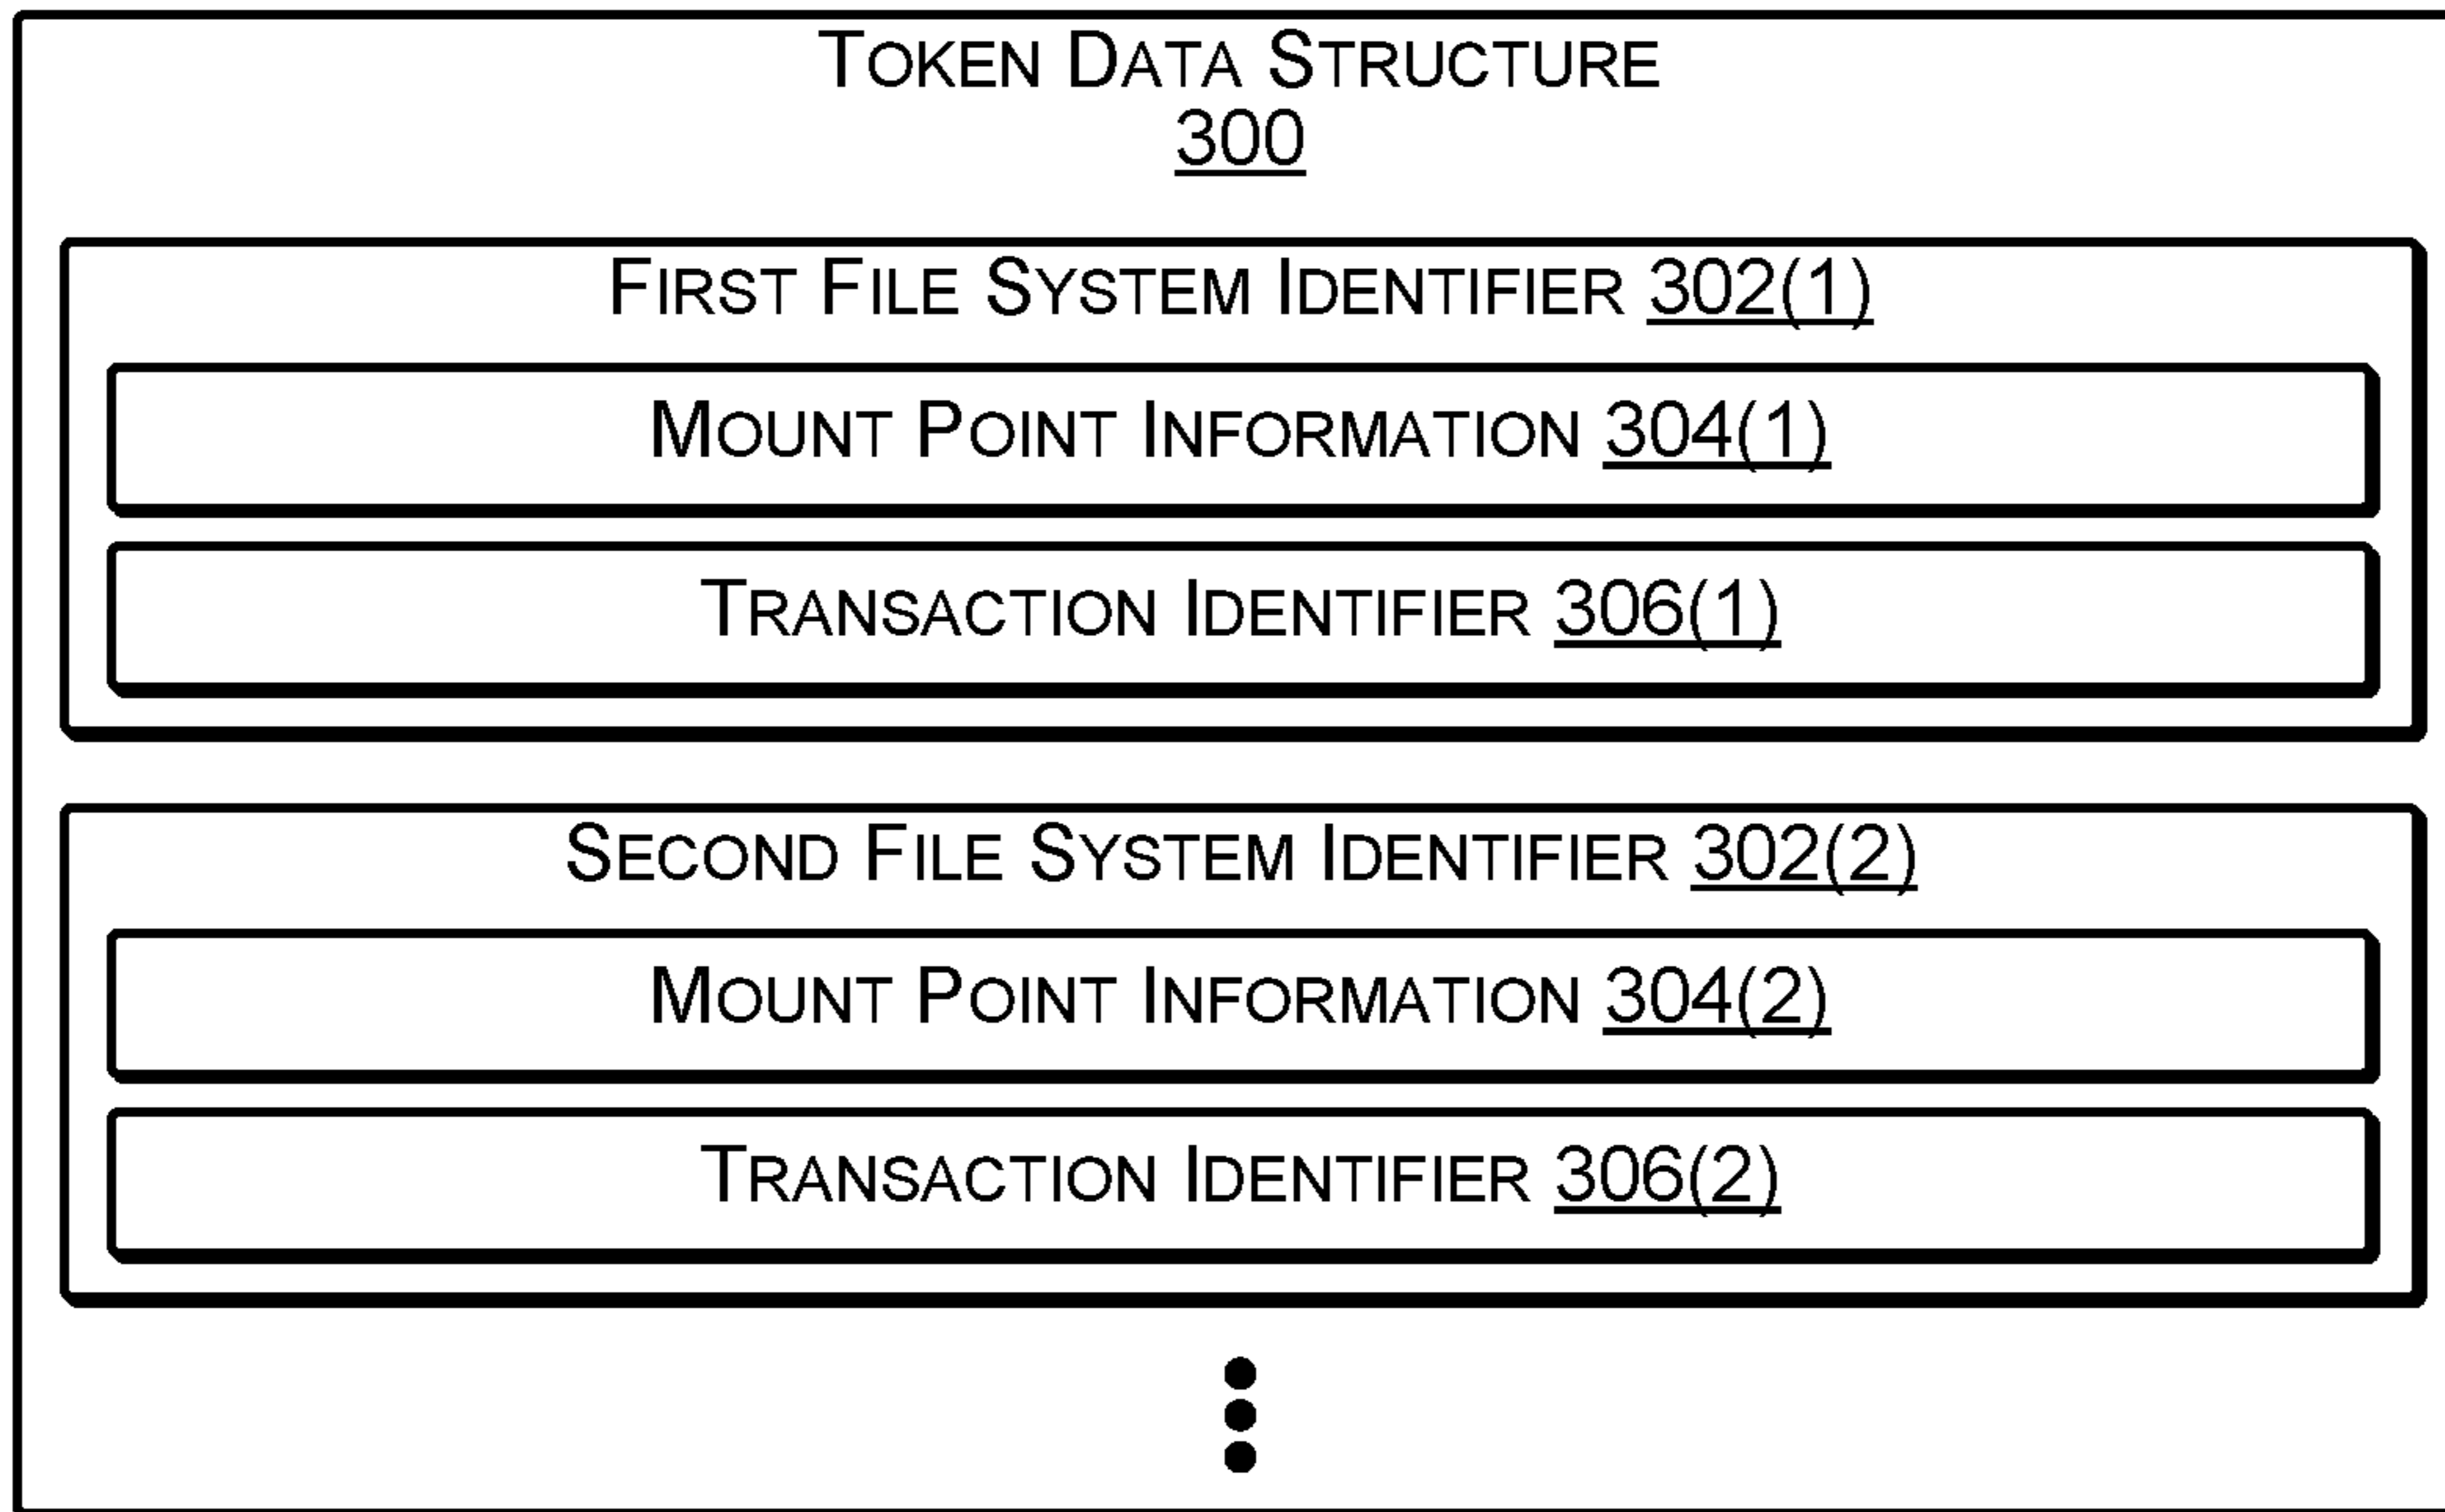 TOKEN DATA STRUCTURE
300
FIRST FILE SYSTEM IDENTIFIER 302(1)
MOUNT POINT INFORMATION 304(1)
TRANSACTION IDENTIFIER 306(1)
SECOND FILE SYSTEM IDENTIFIER 302(2)
MOUNT POINT INFORMATION 304(2)
TRANSACTION IDENTIFIER 306(2)